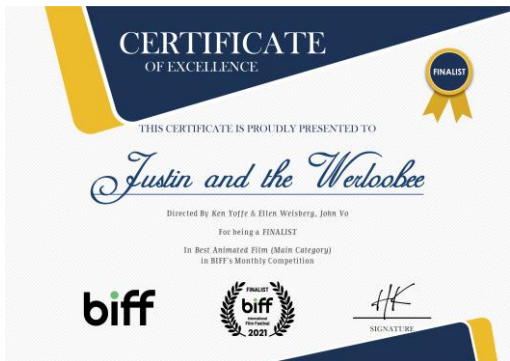 CERTIFICATE
OF EXCELLENCE
FINALIST
THIS CERTIFICATE IS PROUDLY PRESENTED TO
Justin and the Werloobee
Directed By Ken Yoffe & Ellen Weisberg, John Vo
For being a FINALIST
In Best Animated Film (Main Category)
in BIFF's Monthly Competition
biff
FINALIST
biff
International
Film Festival
2021
HK
SIGNATURE